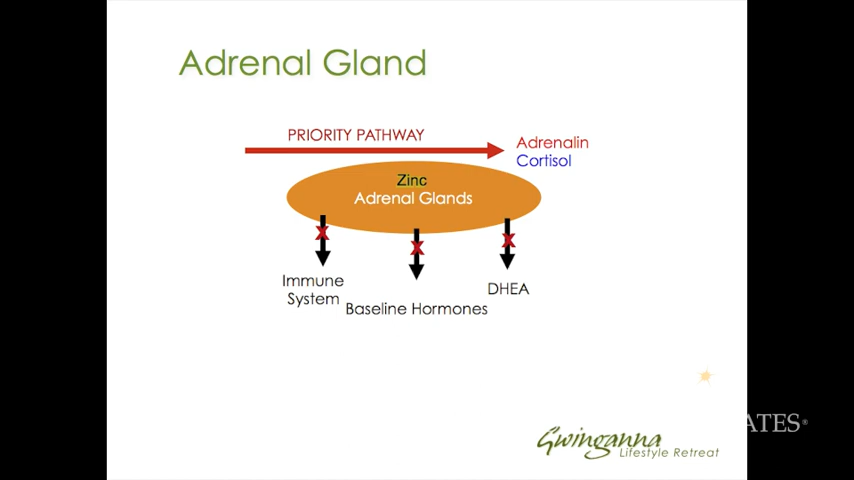 Adrenal Gland
PRIORITY PATHWAY
Adrenalin
Cortisol
Zinc
Adrenal Glands
Immune
System
Baseline Hormones
DHEA
ATES®
Gwinganna
Lifestyle Retreat